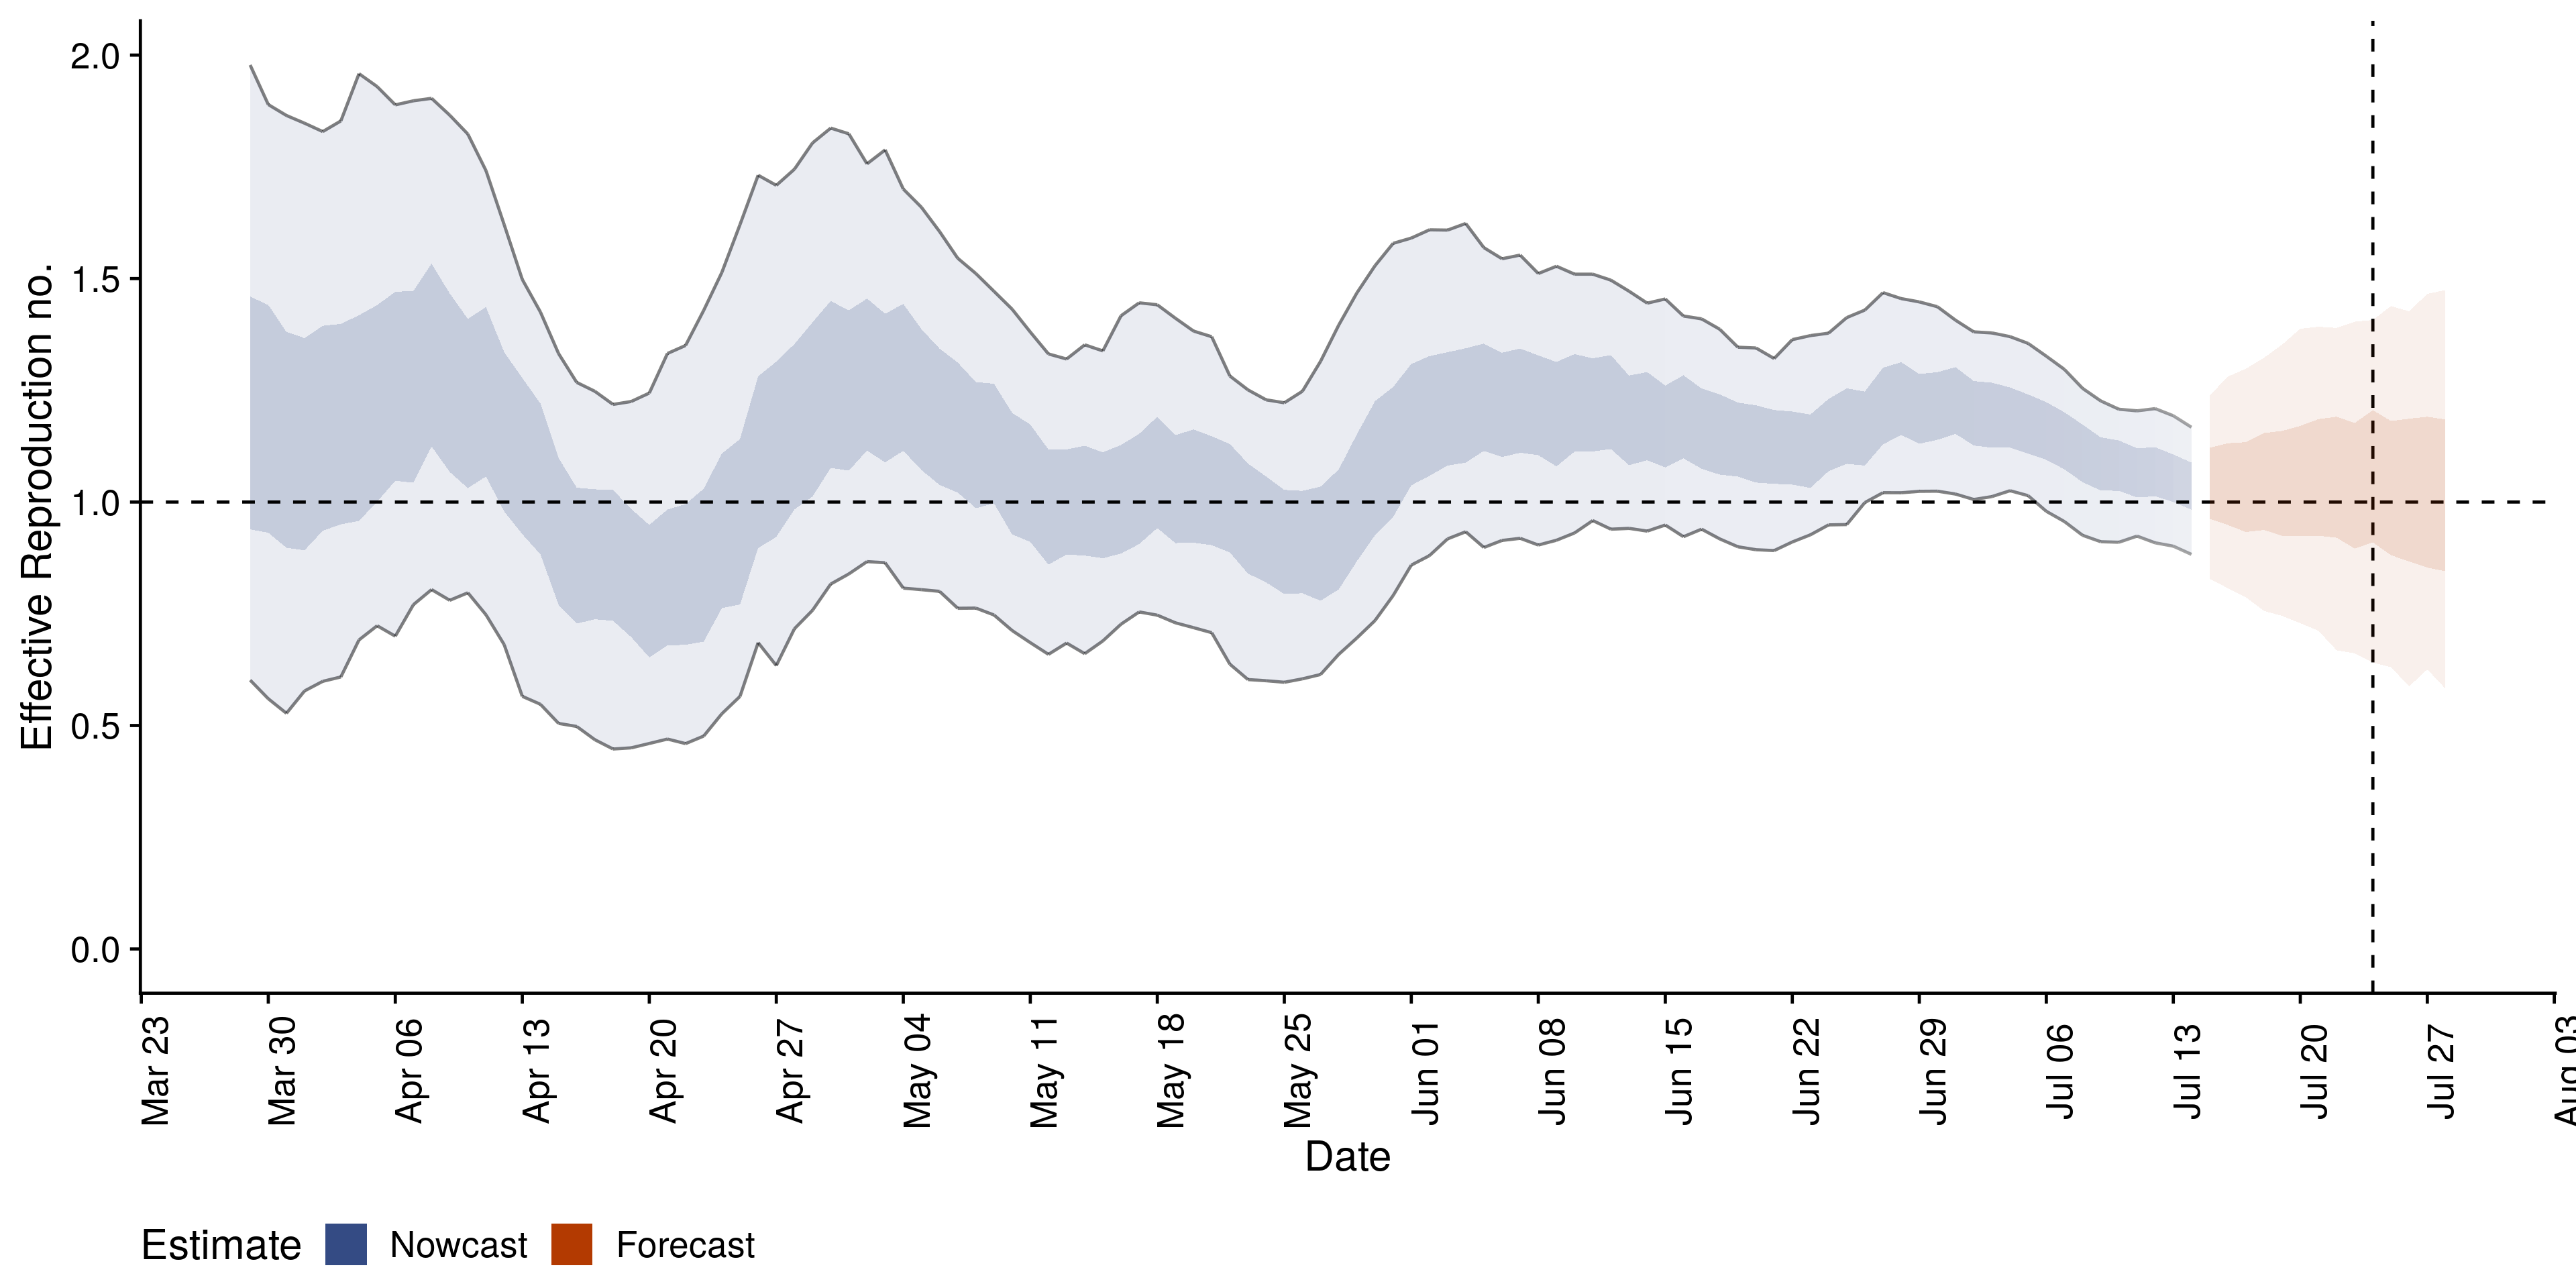 Effective Reproduction no.
2.0
1.5
1.0
0.5
0.0
Mar 23
Mar 30
Apr 06
Apr 13
Apr 20
Apr 27
May 04
May 11
May 18
May 25
Jun 01
Jun 08
Jun 15
Jun 22
Jun 29
Jul 06
Jul 13
Jul 20
Jul 27
Aug 03
Date
Estimate Nowcast Forecast